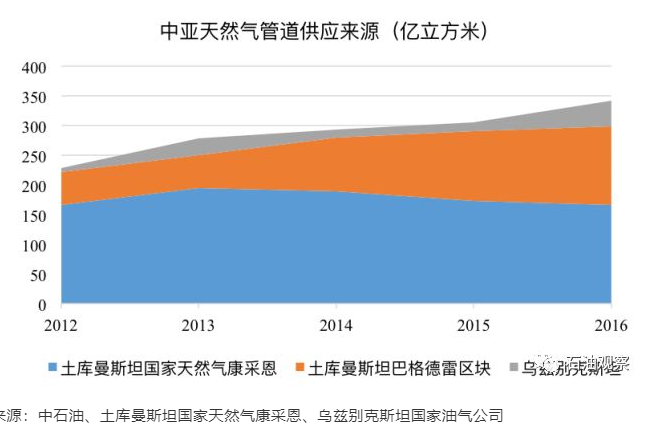 中亚天然气管道供应来源（亿立方米）
400
350
300
250
200
150
100
50
0
2012 2013 2014 2015 2016
土库曼斯坦国家天然气康采恩 土库曼斯坦巴格德雷区块 乌兹别克斯坦
石油观察
来源：中石油、土库曼斯坦国家天然气康采恩、乌兹别克斯坦国家油气公司